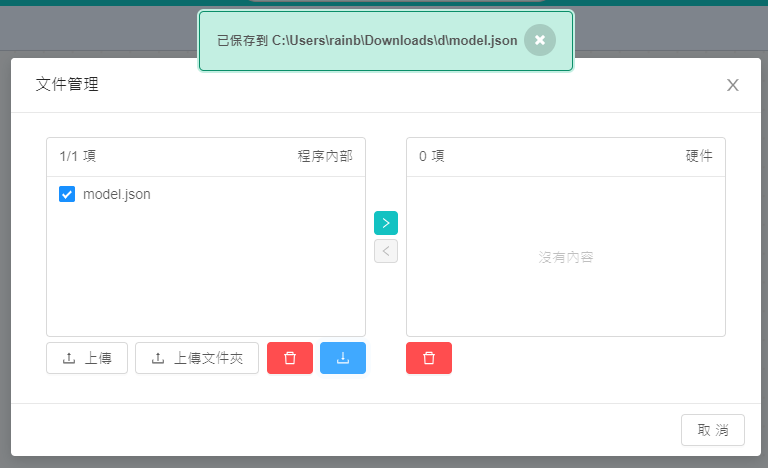 已保存到 C:\Users\rainb\Downloads\d\model.json
文件管理
1/1 項
程序內部
model.json
0 項
硬件
沒有內容
上傳
上傳文件夾
取 消